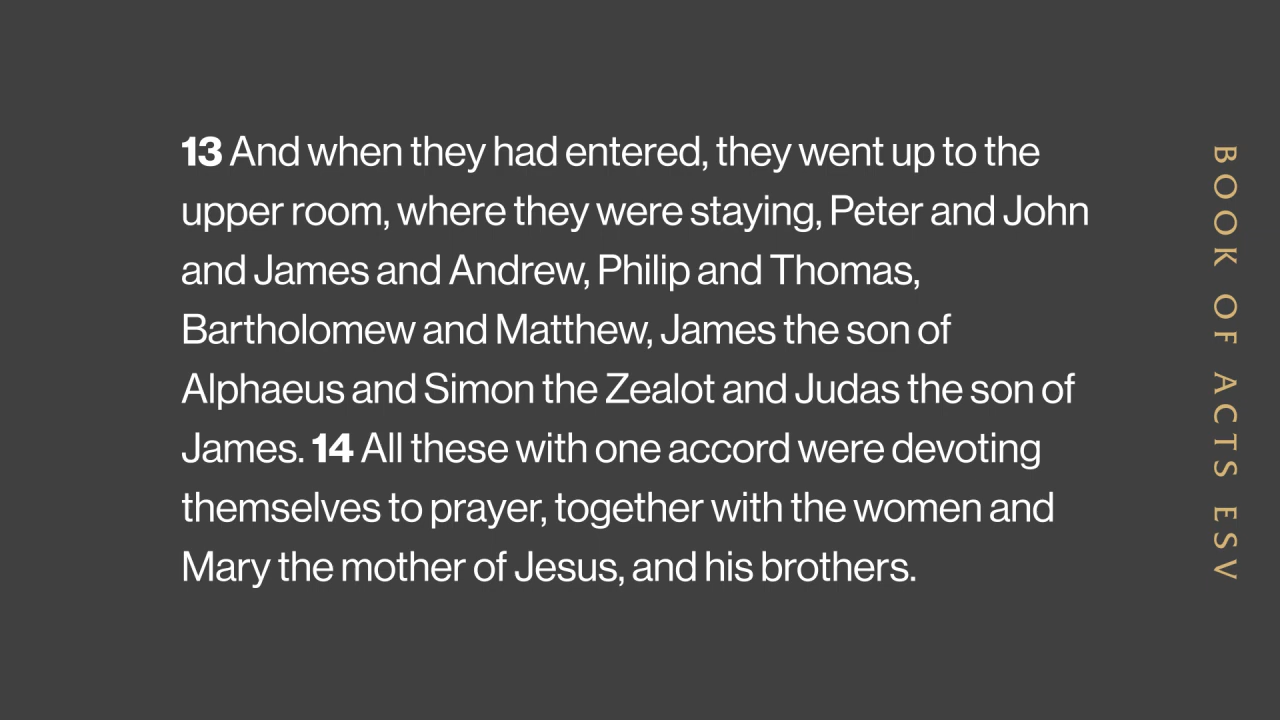 13 And when they had entered, they went up to the
upper room, where they were staying, Peter and John
and James and Andrew, Philip and Thomas,
Bartholomew and Matthew, James the son of
Alphaeus and Simon the Zealot and Judas the son of
James. 14 All these with one accord were devoting
themselves to prayer, together with the women and
Mary the mother of Jesus, and his brothers.
BOOK OF ACTS ESV